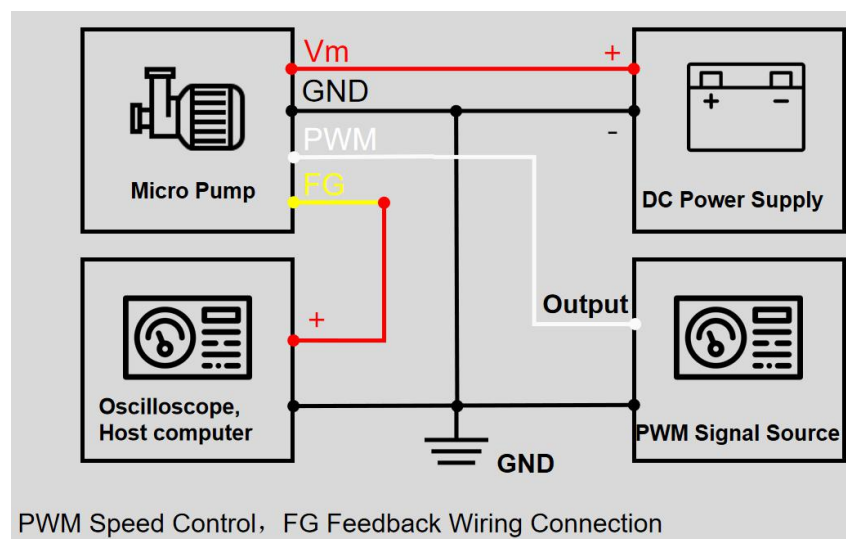 Vm
+
GND
+ -
PWM
-
FG
Micro Pump
DC Power Supply
+
Output
Oscilloscope,
Host computer
PWM Signal Source
GND
PWM Speed Control，FG Feedback Wiring Connection